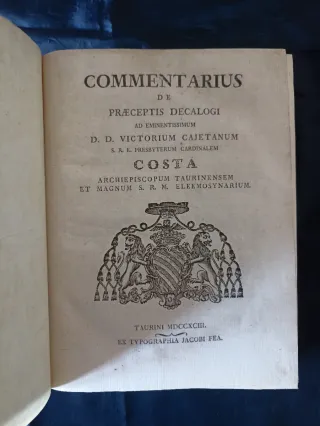 COMMENTARIUS
DE
PRÆCEPTIS DECALOGI
AD EMINENTISSIMUM
D. D. VICTORIUM CAIETANUM
S. R. E. PRESBYTERUM CARDINALEM
COSTA
ARCHIEPISCOPUM TAURINENSEM
ET MAGNUM S. R. M. ELEEMOSYNARIUM.
TAURINI MDCCXCIII.
EX TYPOGRAPHIA JACOBI FEA.